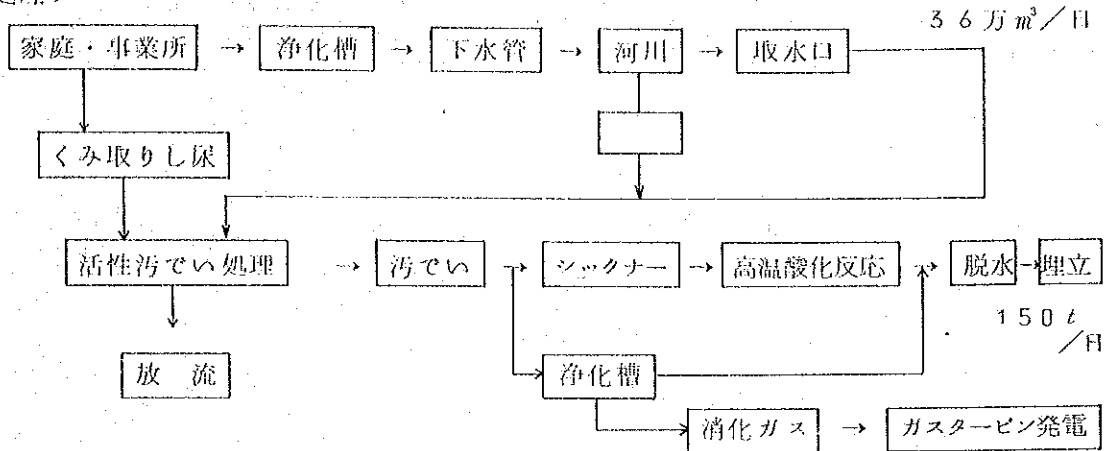 36万m³/日
家庭・事業所 → 浄化槽 → 下水管 → 河川 → 取水口
くみ取りし尿
活性汚でい処理 → 汚でい → シックナー → 高温酸化反応 → 脱水 → 埋立
150t
/日
放 流
浄化槽
消化ガス → ガスタービン発電